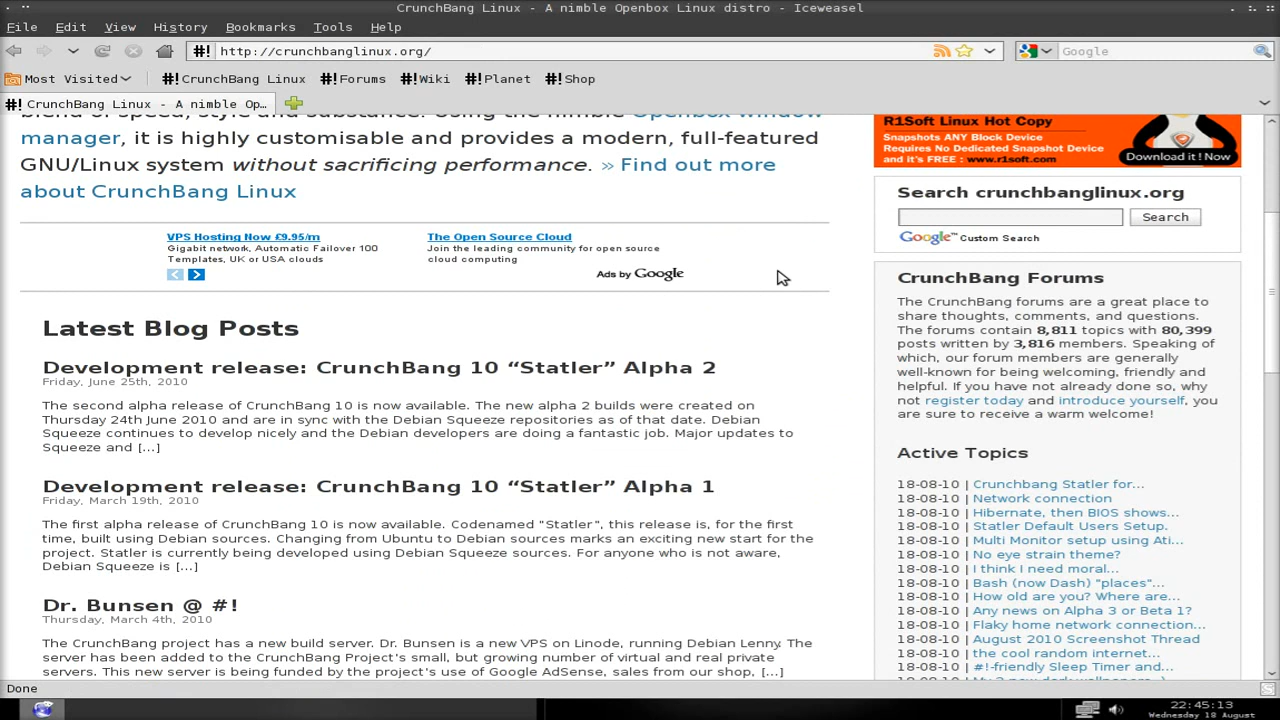 CrunchBang Linux - A nimble Openbox Linux distro - Iceweasel
File Edit View History Bookmarks Tools Help
#! http://crunchbanglinux.org/ Google
Most Visited #!CrunchBang Linux #!Forums #!Wiki #!Planet #!Shop
#! CrunchBang Linux - A nimble Op...
blend of speed, style and substance. Using the nimble Openbox window
manager, it is highly customisable and provides a modern, full-featured
GNU/Linux system without sacrificing performance. » Find out more
about CrunchBang Linux
VPS Hosting Now £9.95/m
Gigabit network, Automatic Failover 100
Templates, UK or USA clouds
The Open Source Cloud
Join the leading community for open source
cloud computing
Ads by Google
Latest Blog Posts
Development release: CrunchBang 10 “Statler” Alpha 2
Friday, June 25th, 2010
The second alpha release of CrunchBang 10 is now available. The new alpha 2 builds were created on
Thursday 24th June 2010 and are in sync with the Debian Squeeze repositories as of that date. Debian
Squeeze continues to develop nicely and the Debian developers are doing a fantastic job. Major updates to
Squeeze and [...]
Development release: CrunchBang 10 “Statler” Alpha 1
Friday, March 19th, 2010
The first alpha release of CrunchBang 10 is now available. Codenamed "Statler", this release is, for the first
time, built using Debian sources. Changing from Ubuntu to Debian sources marks an exciting new start for the
project. Statler is currently being developed using Debian Squeeze sources. For anyone who is not aware,
Debian Squeeze is [...]
Dr. Bunsen @ #!
Thursday, March 4th, 2010
The CrunchBang project has a new build server. Dr. Bunsen is a new VPS on Linode, running Debian Lenny. The
server has been added to the CrunchBang Project's small, but growing number of virtual and real private
servers. This new server is being funded by the project's use of Google AdSense, sales from our shop, [...]
R1Soft Linux Hot Copy
Snapshots ANY Block Device
Requires No Dedicated Snapshot Device
and it's FREE : www.r1soft.com
Download it! Now
Search crunchbanglinux.org
Search
Google™ Custom Search
CrunchBang Forums
The CrunchBang forums are a great place to
share thoughts, comments, and questions.
The forums contain 8,811 topics with 80,399
posts written by 3,816 members. Speaking of
which, our forum members are generally
well-known for being welcoming, friendly and
helpful. If you have not already done so, why
not register today and introduce yourself, you
are sure to receive a warm welcome!
Active Topics
18-08-10 | Crunchbang Statler for...
18-08-10 | Network connection
18-08-10 | Hibernate, then BIOS shows...
18-08-10 | Statler Default Users Setup.
18-08-10 | Multi Monitor setup using Ati...
18-08-10 | No eye strain theme?
18-08-10 | I think I need moral...
18-08-10 | Bash (now Dash) "places"...
18-08-10 | How old are you? Where are...
18-08-10 | Any news on Alpha 3 or Beta 1?
18-08-10 | Flaky home network connection...
18-08-10 | August 2010 Screenshot Thread
18-08-10 | the cool random internet...
18-08-10 | #!-friendly Sleep Timer and...
Done
22:45:13
Wednesday 18 August